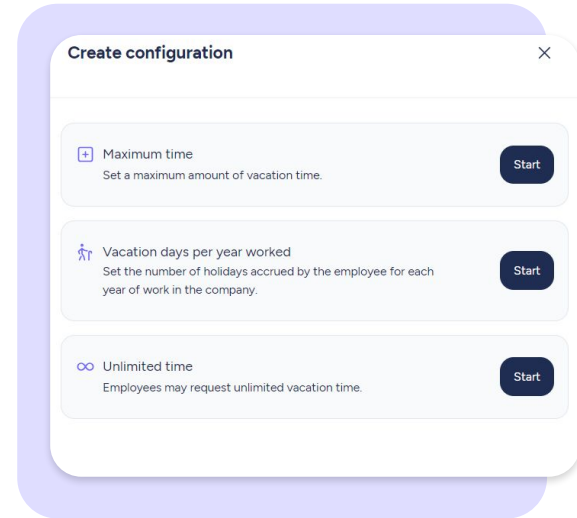 Create configuration
Maximum time
Set a maximum amount of vacation time.
Start
Vacation days per year worked
Set the number of holidays accrued by the employee for each
year of work in the company.
Start
Unlimited time
Employees may request unlimited vacation time.
Start